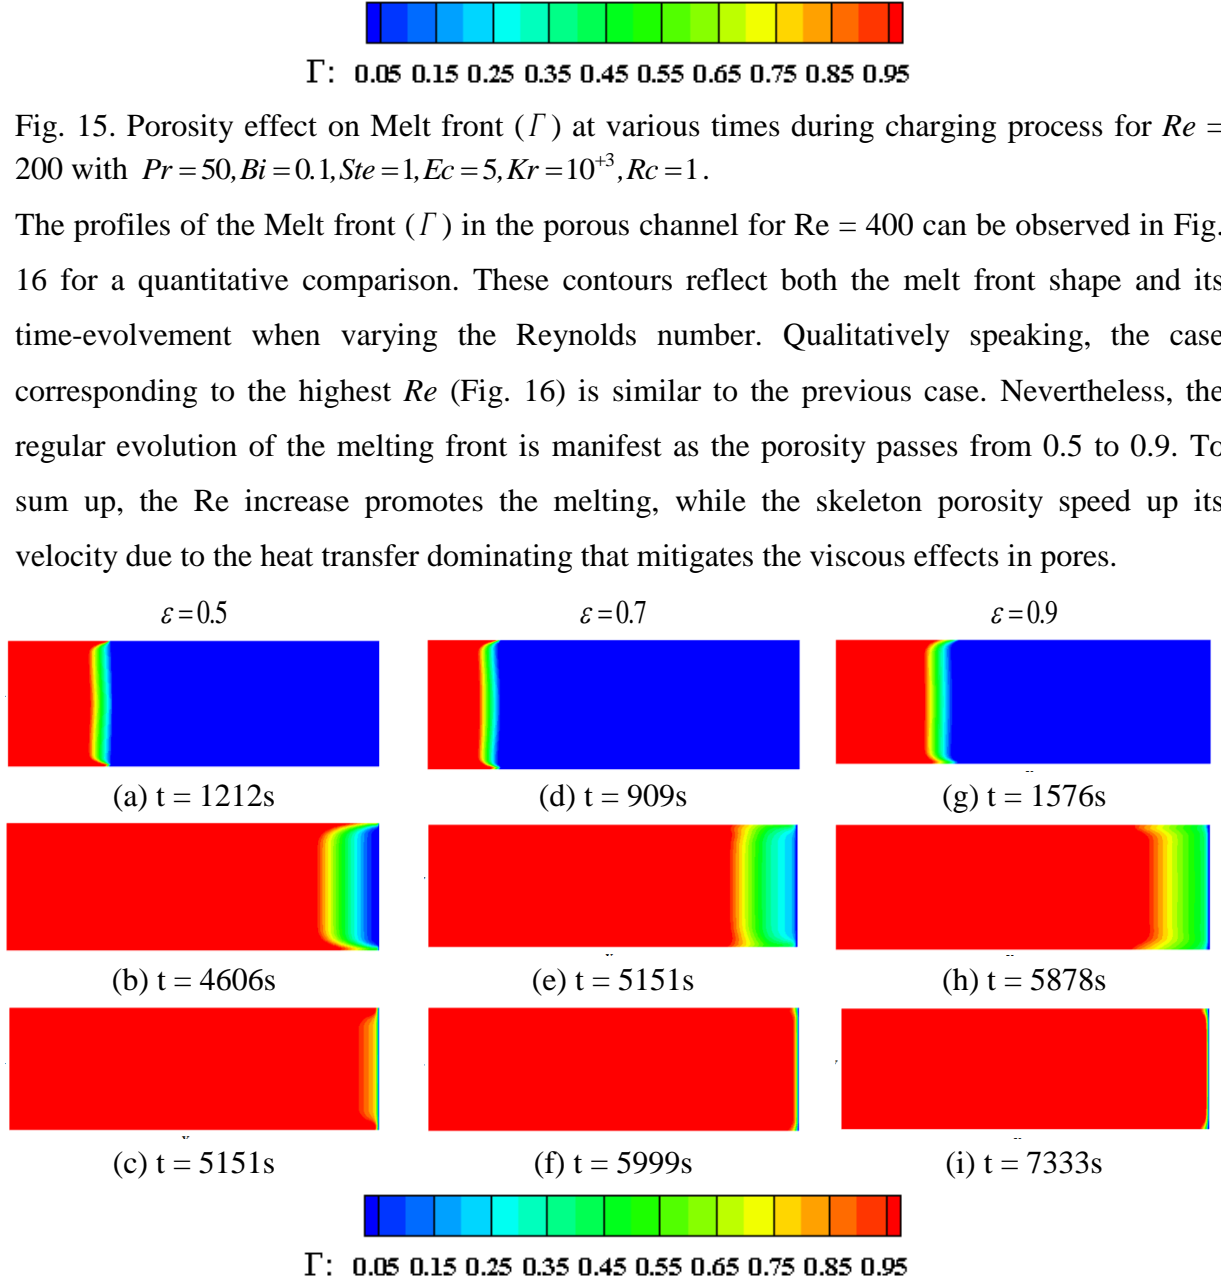 Γ: 0.05 0.15 0.25 0.35 0.45 0.55 0.65 0.75 0.85 0.95
Fig. 15. Porosity effect on Melt front (Γ) at various times during charging process for Re =
200 with Pr = 50, Bi = 0.1, Ste = 1, Ec = 5, Kr = 10⁺³, Rc = 1.
The profiles of the Melt front (Γ) in the porous channel for Re = 400 can be observed in Fig.
16 for a quantitative comparison. These contours reflect both the melt front shape and its
time-evolvement when varying the Reynolds number. Qualitatively speaking, the case
corresponding to the highest Re (Fig. 16) is similar to the previous case. Nevertheless, the
regular evolution of the melting front is manifest as the porosity passes from 0.5 to 0.9. To
sum up, the Re increase promotes the melting, while the skeleton porosity speed up its
velocity due to the heat transfer dominating that mitigates the viscous effects in pores.
ε = 0.5 ε = 0.7 ε = 0.9
(a) t = 1212s (d) t = 909s (g) t = 1576s
(b) t = 4606s (e) t = 5151s (h) t = 5878s
(c) t = 5151s (f) t = 5999s (i) t = 7333s
Γ: 0.05 0.15 0.25 0.35 0.45 0.55 0.65 0.75 0.85 0.95